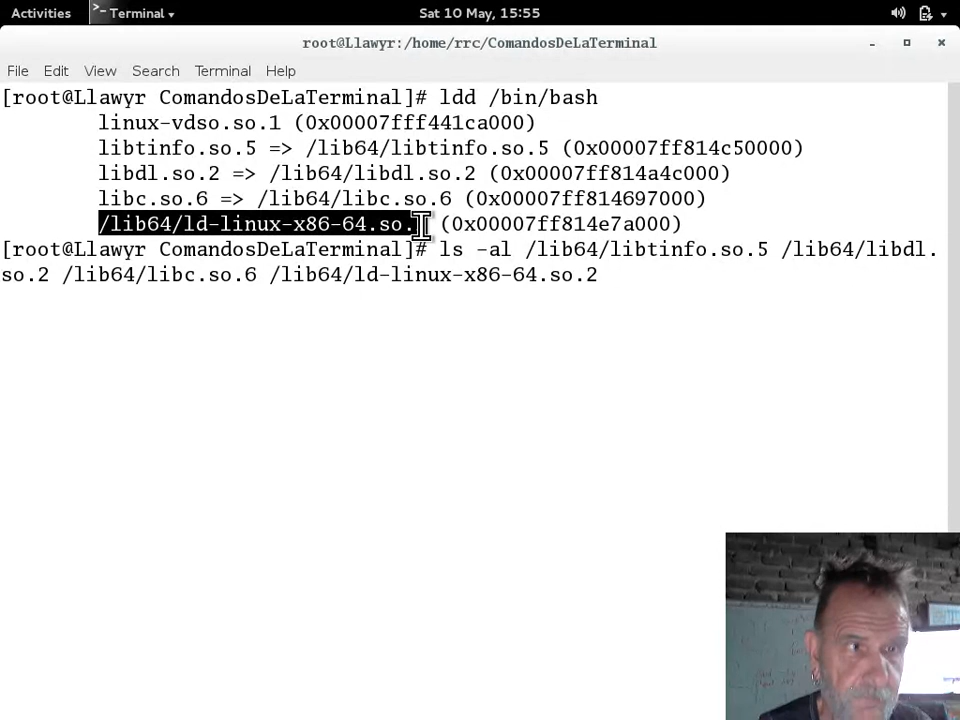 Activities >_ Terminal ▾ Sat 10 May, 15:55
root@Llawyr:/home/rrc/ComandosDeLaTerminal
File Edit View Search Terminal Help
[root@Llawyr ComandosDeLaTerminal]# ldd /bin/bash
linux-vdso.so.1 (0x00007fff441ca000)
libtinfo.so.5 => /lib64/libtinfo.so.5 (0x00007ff814c50000)
libdl.so.2 => /lib64/libdl.so.2 (0x00007ff814a4c000)
libc.so.6 => /lib64/libc.so.6 (0x00007ff814697000)
/lib64/ld-linux-x86-64.so. (0x00007ff814e7a000)
[root@Llawyr ComandosDeLaTerminal]# ls -al /lib64/libtinfo.so.5 /lib64/libdl.
so.2 /lib64/libc.so.6 /lib64/ld-linux-x86-64.so.2